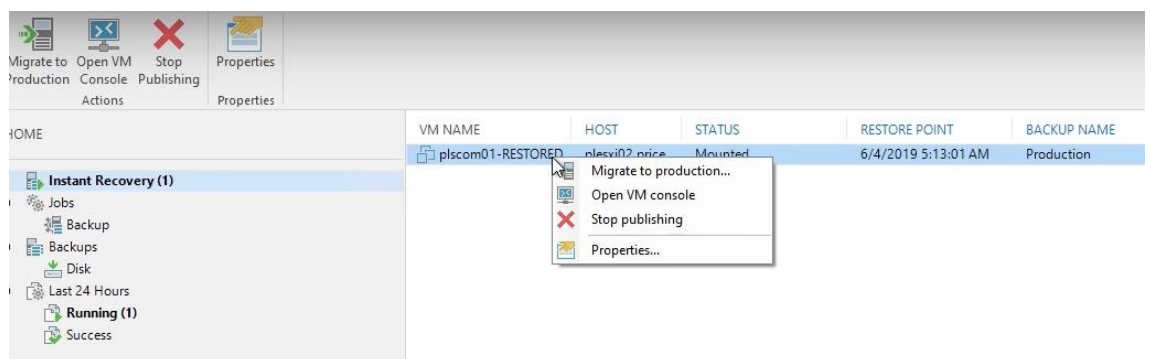 Migrate to Open VM Stop Properties
Production Console Publishing
Actions Properties
HOME
VM NAME HOST STATUS RESTORE POINT BACKUP NAME
plscom01-RESTORED plesxi02.price Mounted 6/4/2019 5:13:01 AM Production
Migrate to production...
Open VM console
Stop publishing
Properties...
Instant Recovery (1)
Jobs
Backup
Backups
Disk
Last 24 Hours
Running (1)
Success